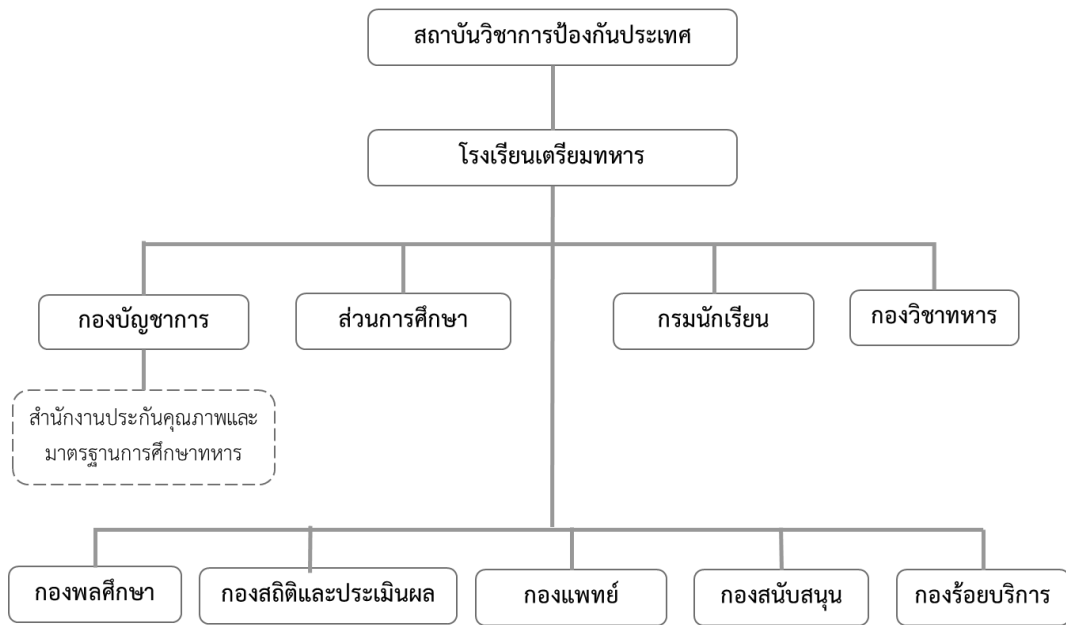 สถาบันวิชาการป้องกันประเทศ
โรงเรียนเตรียมทหาร
กองบัญชาการ
ส่วนการศึกษา
กรมนักเรียน
กองวิชาทหาร
สำนักงานประกันคุณภาพและ
มาตรฐานการศึกษาทหาร
กองพลศึกษา
กองสถิติและประเมินผล
กองแพทย์
กองสนับสนุน
กองร้อยบริการ